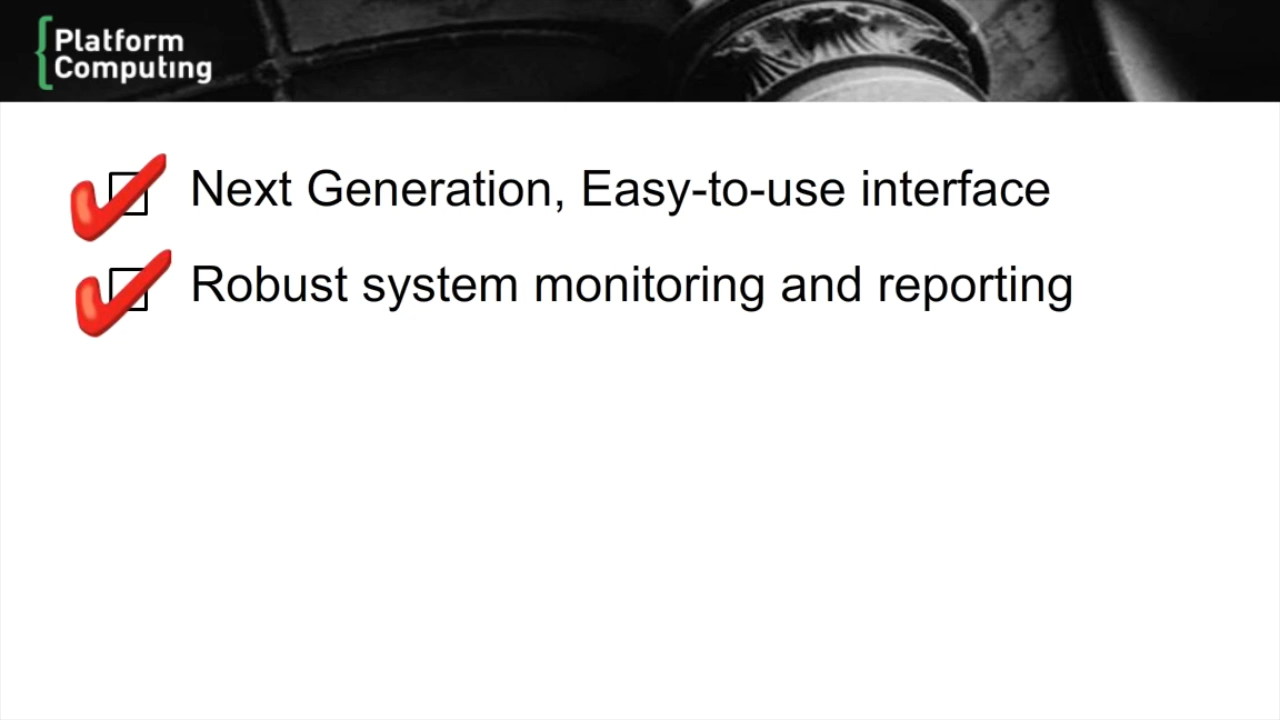 Platform
Computing
Next Generation, Easy-to-use interface
Robust system monitoring and reporting